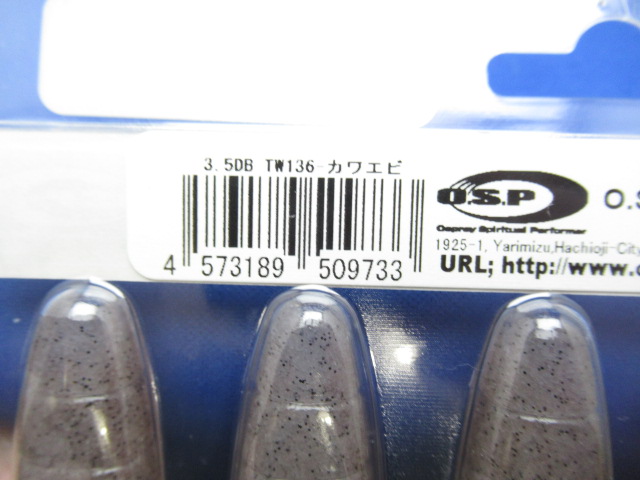 3.5DB TW136-カワエビ
4 573189 509733
O.S.P
Osprey Spiritual Performer
1925-1, Yarimizu,Hachioji-City
URL; http://www.